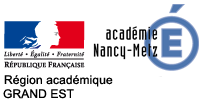 académie
Nancy-Metz
É
Liberté • Égalité • Fraternité
RÉPUBLIQUE FRANÇAISE
Région académique
GRAND EST